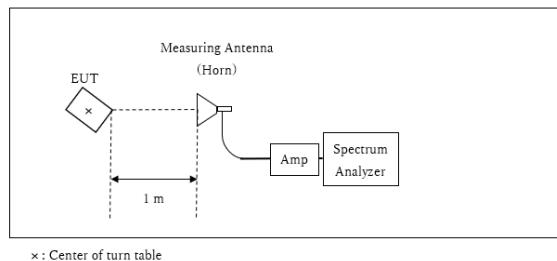 Measuring Antenna
(Horn)
EUT
×
Spectrum
Analyzer
Amp
1 m
× : Center of turn table